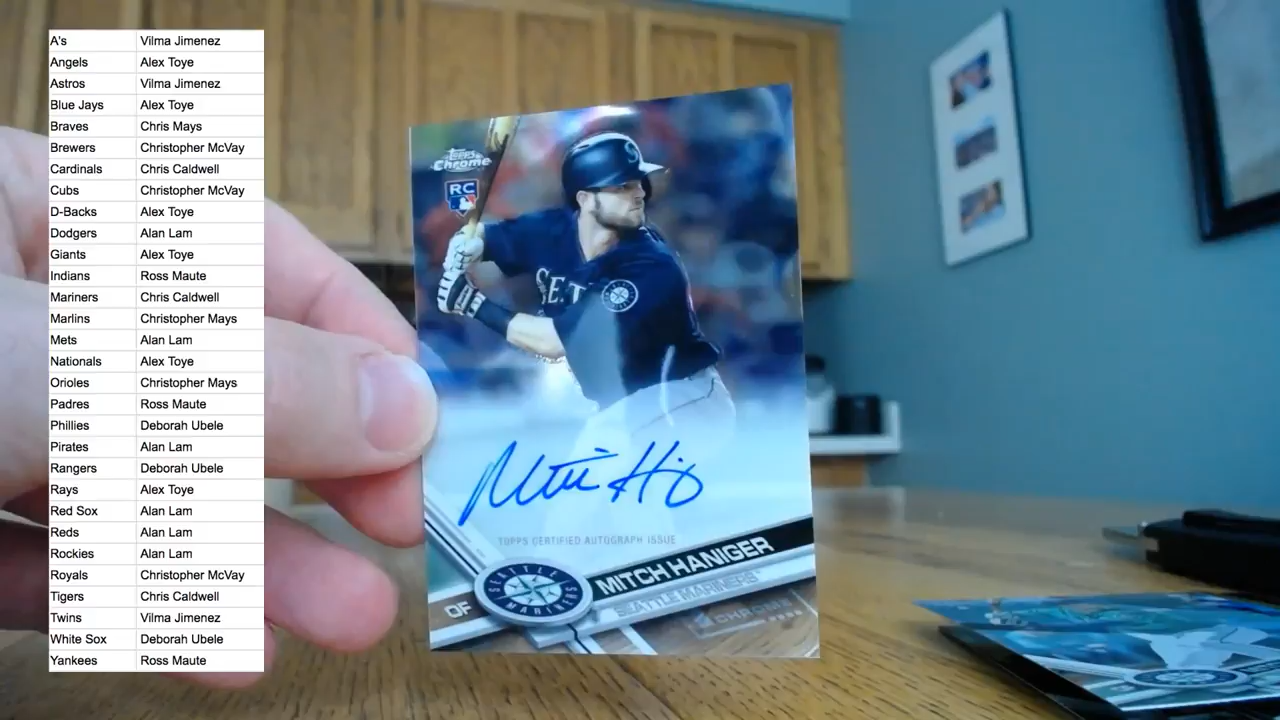 A's Vilma Jimenez
Angels Alex Toye
Astros Vilma Jimenez
Blue Jays Alex Toye
Braves Chris Mays
Brewers Christopher McVay
Cardinals Chris Caldwell
Cubs Christopher McVay
D-Backs Alex Toye
Dodgers Alan Lam
Giants Alex Toye
Indians Ross Maute
Mariners Chris Caldwell
Marlins Christopher Mays
Mets Alan Lam
Nationals Alex Toye
Orioles Christopher Mays
Padres Ross Maute
Phillies Deborah Ubele
Pirates Alan Lam
Rangers Deborah Ubele
Rays Alex Toye
Red Sox Alan Lam
Reds Alan Lam
Rockies Alan Lam
Royals Christopher McVay
Tigers Chris Caldwell
Twins Vilma Jimenez
White Sox Deborah Ubele
Yankees Ross Maute
Topps
Chrome
RC
S
SET
TOPPS CERTIFIED AUTOGRAPH ISSUE
MITCH HANIGER
SEATTLE MARINERS
OF
SEATTLE
MARINERS
CHROME